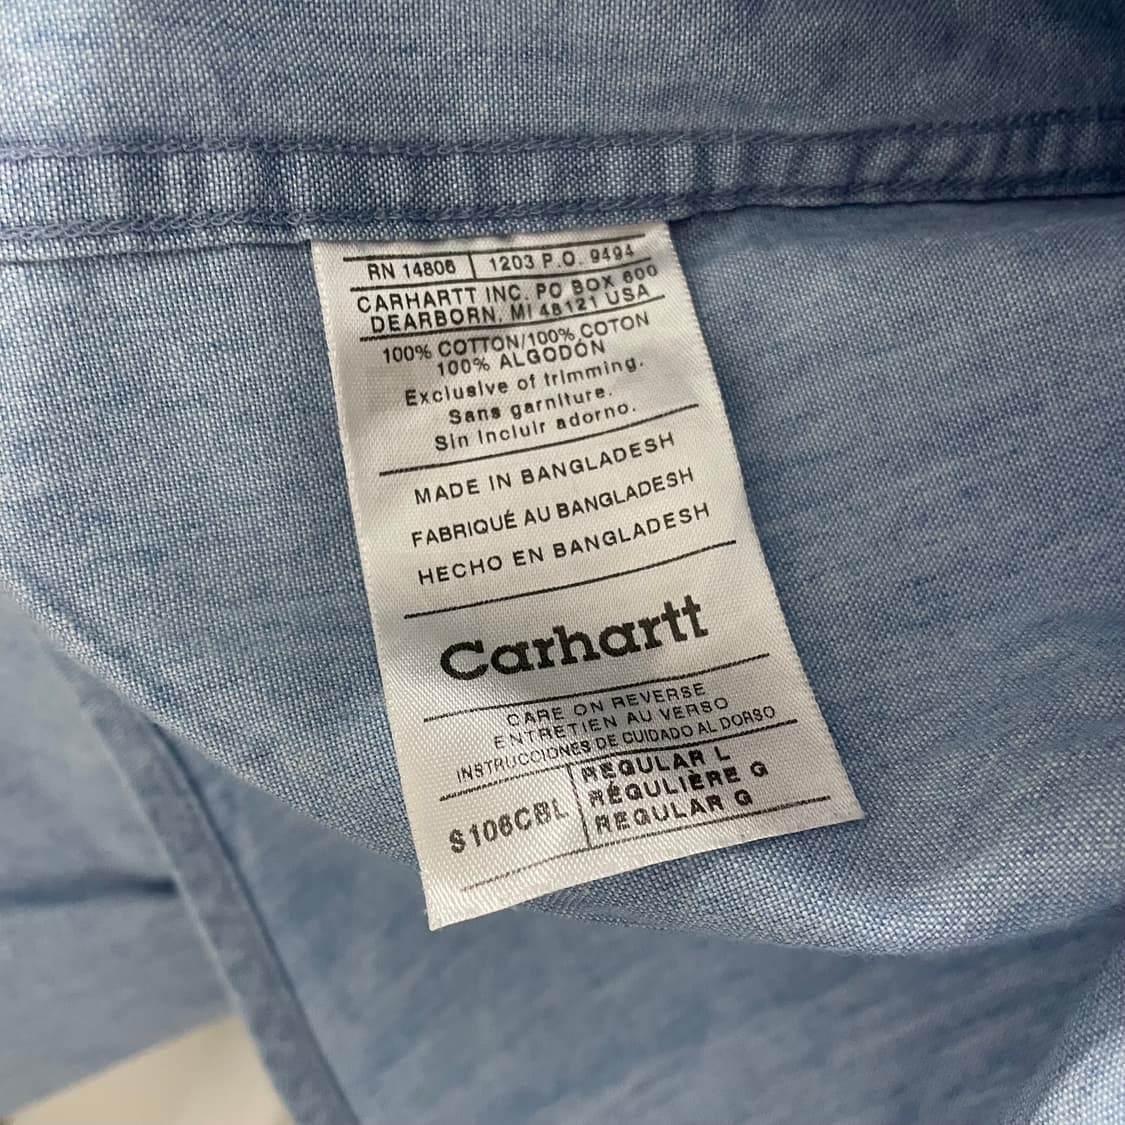 RN 14806 | 1203 P.O. 9494
CARHARTT INC. PO BOX 600
DEARBORN, MI 48121 USA
100% COTTON/100% COTON
100% ALGODÓN
Exclusive of trimming.
Sans garniture.
Sin incluir adorno.
MADE IN BANGLADESH
FABRIQUÉ AU BANGLADESH
HECHO EN BANGLADESH
Carhartt
CARE ON REVERSE
ENTRETIEN AU VERSO
INSTRUCCIONES DE CUIDADO AL DORSO
S106CBL
REGULAR L
RÉGULIÈRE G
REGULAR G